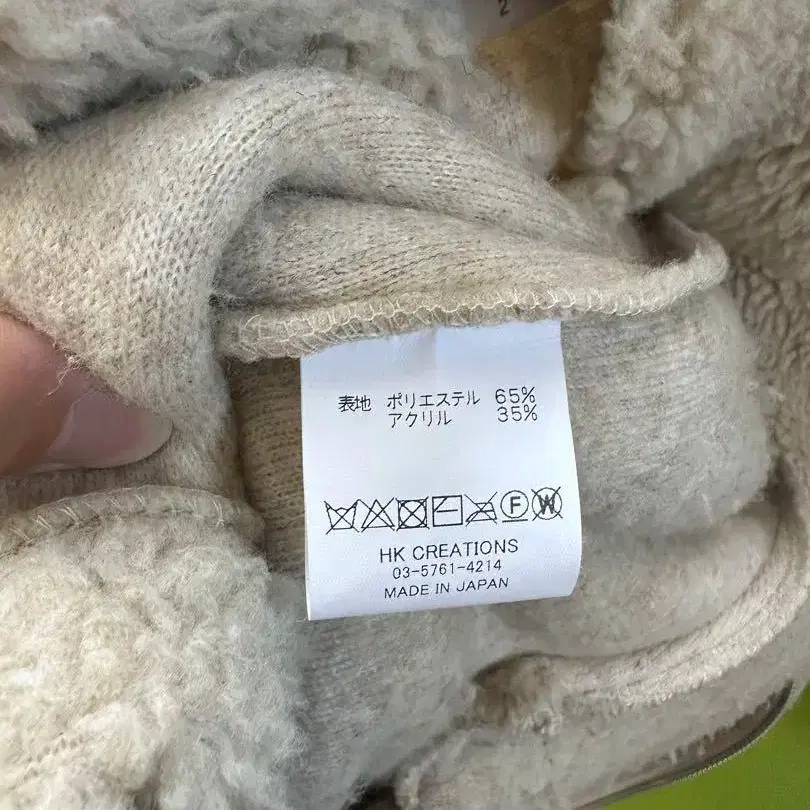 2
表地 ポリエステル 65%
アクリル 35%
F W
HK CREATIONS
03-5761-4214
MADE IN JAPAN